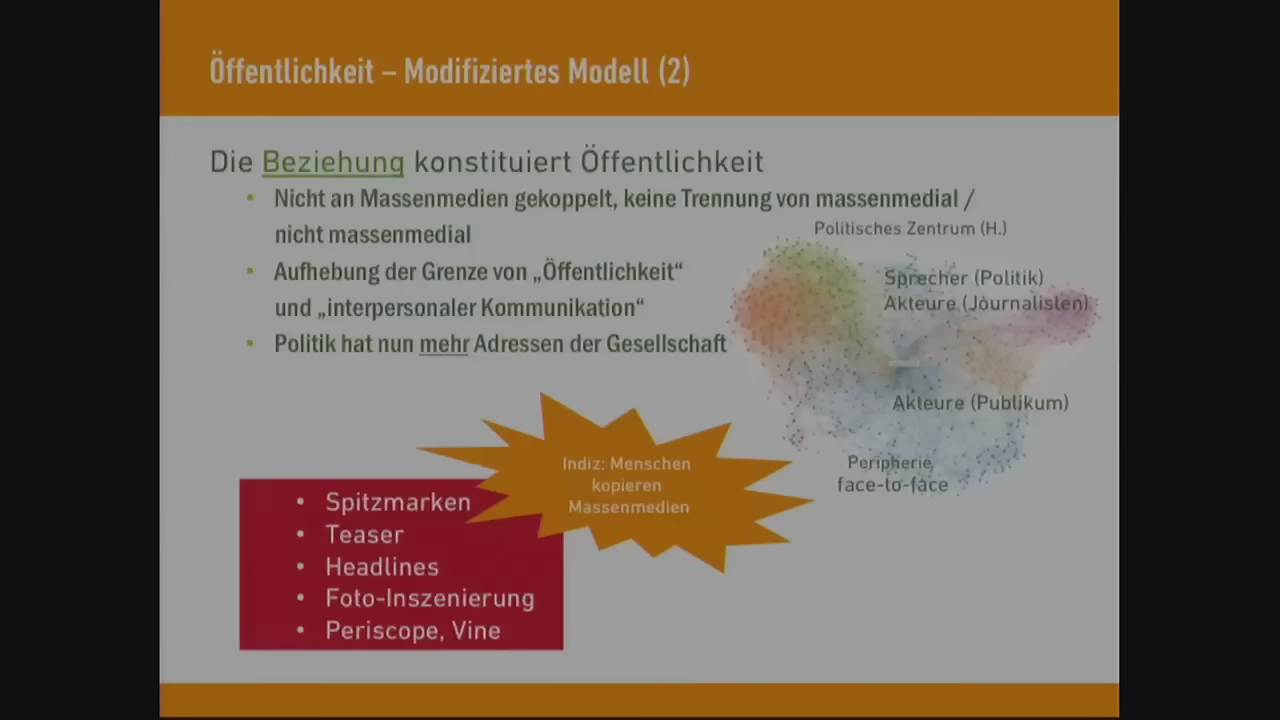 Öffentlichkeit – Modifiziertes Modell (2)
Die Beziehung konstituiert Öffentlichkeit
• Nicht an Massenmedien gekoppelt, keine Trennung von massenmedial /
nicht massenmedial
• Aufhebung der Grenze von „Öffentlichkeit“
und „interpersonaler Kommunikation“
• Politik hat nun mehr Adressen der Gesellschaft
Politisches Zentrum (H.)
Sprecher (Politik)
Akteure (Journalisten)
Akteure (Publikum)
Peripherie,
face-to-face
Indiz: Menschen
kopieren
Massenmedien
• Spitzmarken
• Teaser
• Headlines
• Foto-Inszenierung
• Periscope, Vine